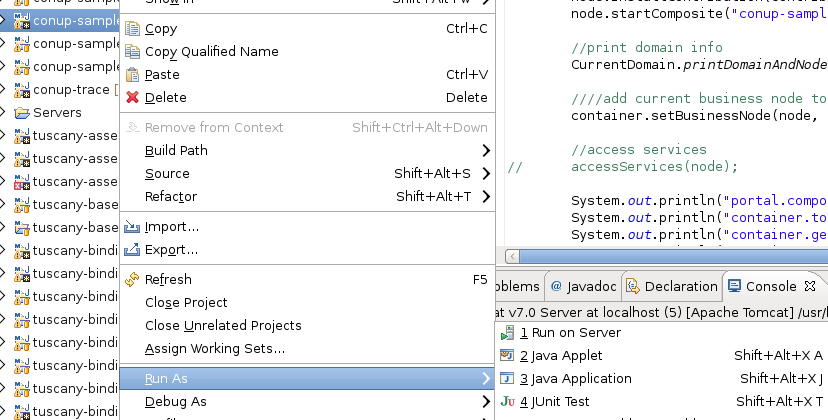 Show In Shift+Alt+W
conup-sample
conup-sample
conup-sample
conup-trace [
Servers
tuscany-asse
tuscany-asse
tuscany-asse
tuscany-asse
tuscany-base
tuscany-bindi
tuscany-bindi
tuscany-bindi
tuscany-bindi
tuscany-bindi
tuscany-bindi
tuscany-bindi
Copy Ctrl+C
Copy Qualified Name
Paste Ctrl+V
Delete Delete
Remove from Context Shift+Ctrl+Alt+Down
Build Path
Source Shift+Alt+S
Refactor Shift+Alt+T
Import...
Export...
Refresh F5
Close Project
Close Unrelated Projects
Assign Working Sets...
Run As
Debug As
node.startComposite("conup-sampl
//print domain info
CurrentDomain.printDomainAndNode
////add current business node to
container.setBusinessNode(node,
//access services
// accessServices(node);
System.out.println("portal.compo
System.out.println("container.to
System.out.println("container.ge
oblems @ Javadoc Declaration Console
at v7.0 Server at localhost (5) [Apache Tomcat] /usr/l
1 Run on Server
2 Java Applet Shift+Alt+X A
3 Java Application Shift+Alt+X J
4 JUnit Test Shift+Alt+X T